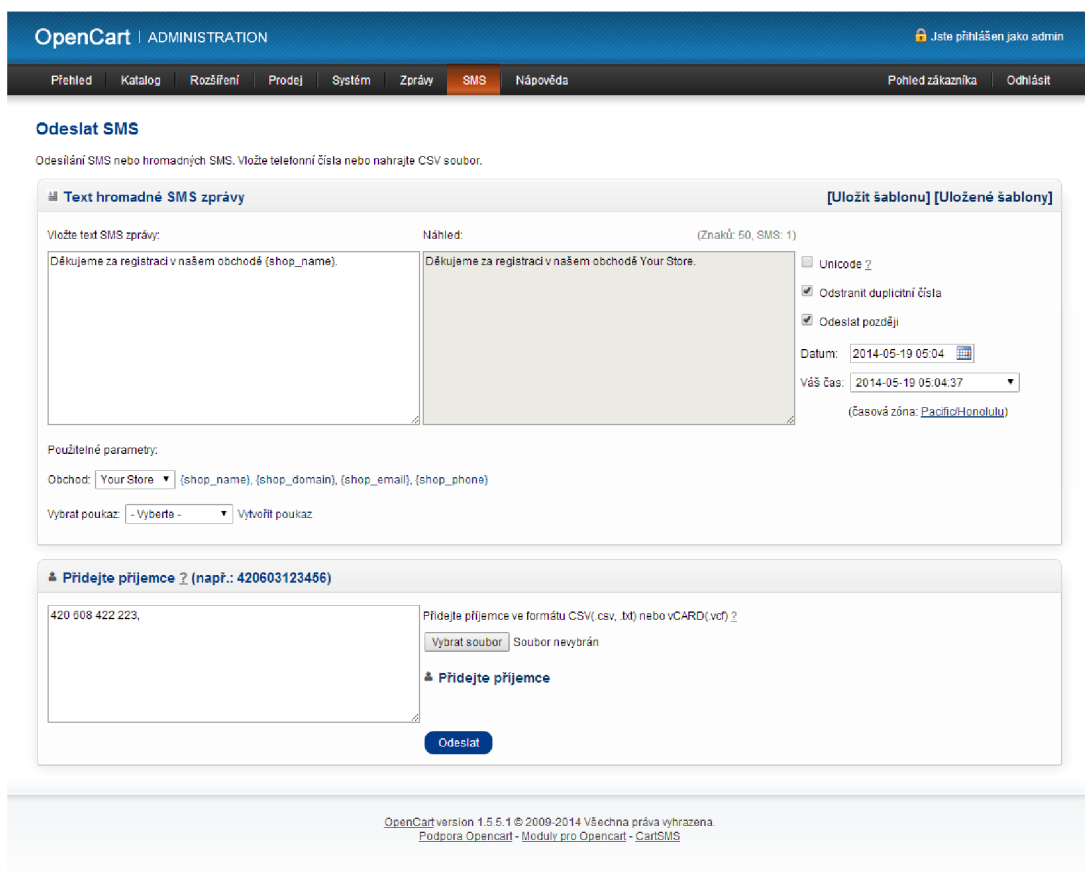 OpenCart | ADMINISTRATION
Jste přihlášen jako admin
Přehled Katalog Rozšíření Prodej Systém Zprávy SMS Nápověda Pohled zákazníka Odhlásit
Odeslat SMS
Odesílání SMS nebo hromadných SMS. Vložte telefonní čísla nebo nahrajte CSV soubor.
Text hromadné SMS zprávy [Uložit šablonu] [Uložené šablony]
Vložte text SMS zprávy: Náhled: (Znaků: 50, SMS: 1)
Děkujeme za registraci v našem obchodě {shop_name}. Děkujeme za registraci v našem obchodě Your Store.
Unicode ?
Odstranit duplicitní čísla
Odeslat později
Datum: 2014-05-19 05:04
Váš čas: 2014-05-19 05:04:37
(časová zóna: Pacific/Honolulu)
Použitelné parametry:
Obchod: Your Store {shop_name}, {shop_domain}, {shop_email}, {shop_phone}
Vybrat poukaz: - Vyberte - Vytvořit poukaz
Přidejte příjemce ? (např.: 420603123456)
420 608 422 223,
Přidejte příjemce ve formátu CSV(.csv, .txt) nebo vCARD(.vcf) ?
Vybrat soubor Soubor nevybrán
Přidejte příjemce
Odeslat
OpenCart version 1.5.5.1 © 2009-2014 Všechna práva vyhrazena.
Podpora Opencart - Moduly pro Opencart - CartSMS